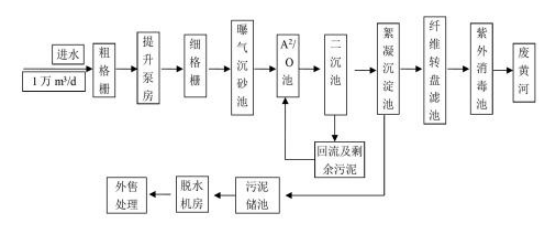 进水
1万 m³/d
粗格栅
提升泵房
细格栅
曝气沉砂池
A²/O池
二沉池
絮凝沉淀池
纤维转盘滤池
紫外消毒池
废黄河
回流及剩
余污泥
外售
处理
脱水
机房
污泥
储池